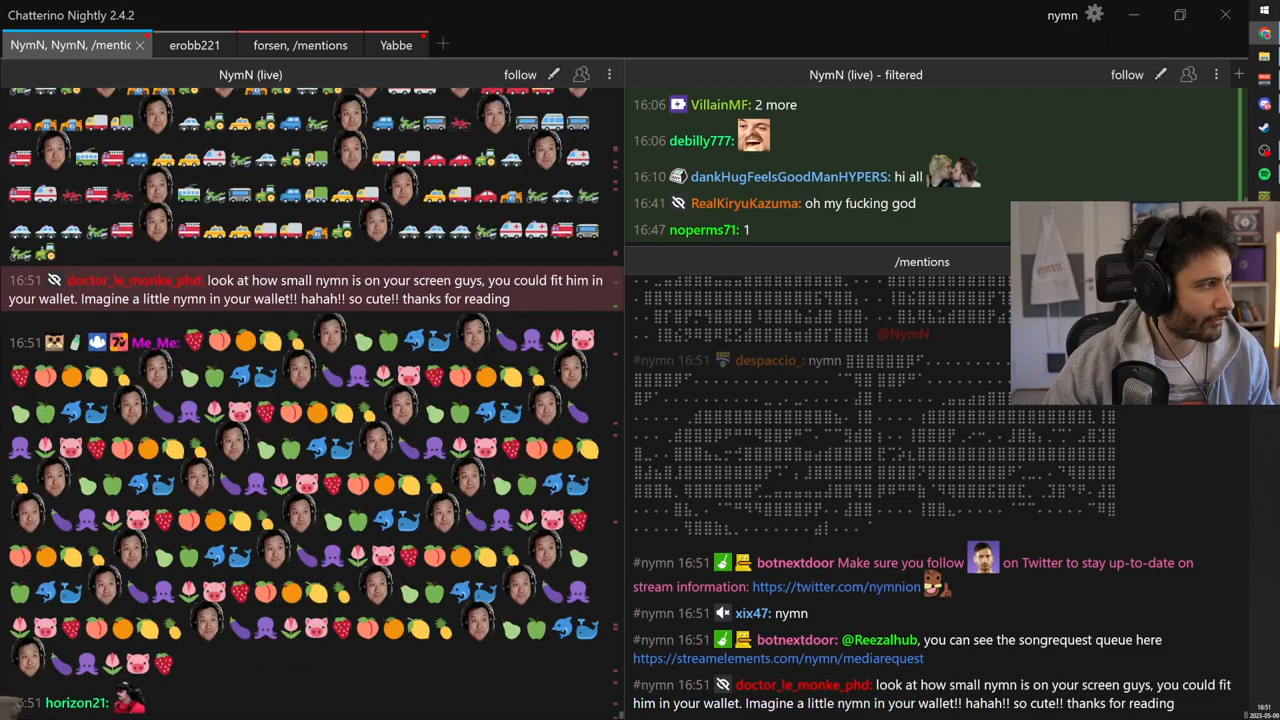 Chatterino Nightly 2.4.2
nymn
NymN, NymN, /mentic
erobb221
forsen, /mentions
Yabbe
NymN (live)
follow
16:51 doctor_le_monke_phd: look at how small nymn is on your screen guys, you could fit him in
your wallet. Imagine a little nymn in your wallet!! hahah!! so cute!! thanks for reading
16:51 Me_Me:
5:51 horizon21:
NymN (live) - filtered
follow
16:06 VillainMF: 2 more
16:06 debilly777:
16:10 dankHugFeelsGoodManHYPERS: hi all
16:41 RealKiryuKazuma: oh my fucking god
16:47 noperms71: 1
/mentions
@NymN
#nymn 16:51 despaccio_: nymn
#nymn 16:51 botnextdoor Make sure you follow on Twitter to stay up-to-date on
stream information: https://twitter.com/nymnion
#nymn 16:51 xix47: nymn
#nymn 16:51 botnextdoor: @Reezalhub, you can see the songrequest queue here
https://streamelements.com/nymn/mediarequest
#nymn 16:51 doctor_le_monke_phd: look at how small nymn is on your screen guys, you could fit
him in your wallet. Imagine a little nymn in your wallet!! hahah!! so cute!! thanks for reading
16:51
2023-05-09